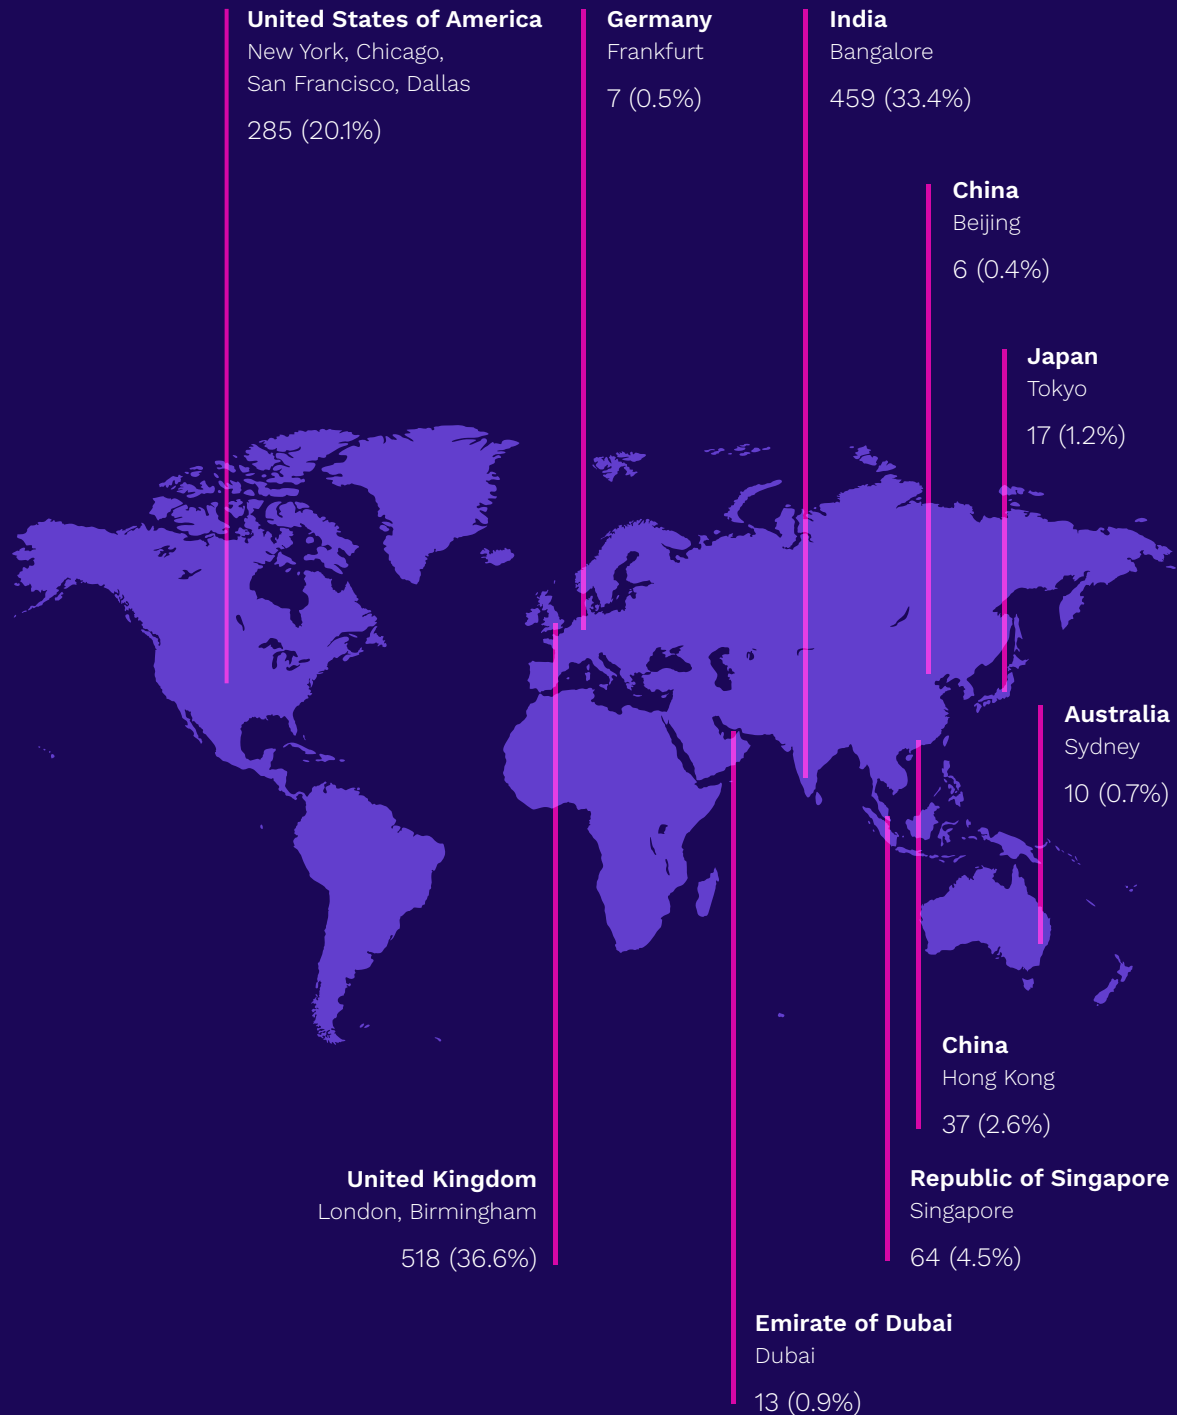 United States of America
New York, Chicago,
San Francisco, Dallas
285 (20.1%)
Germany
Frankfurt
7 (0.5%)
India
Bangalore
459 (33.4%)
China
Beijing
6 (0.4%)
Japan
Tokyo
17 (1.2%)
Australia
Sydney
10 (0.7%)
China
Hong Kong
37 (2.6%)
United Kingdom
London, Birmingham
518 (36.6%)
Republic of Singapore
Singapore
64 (4.5%)
Emirate of Dubai
Dubai
13 (0.9%)